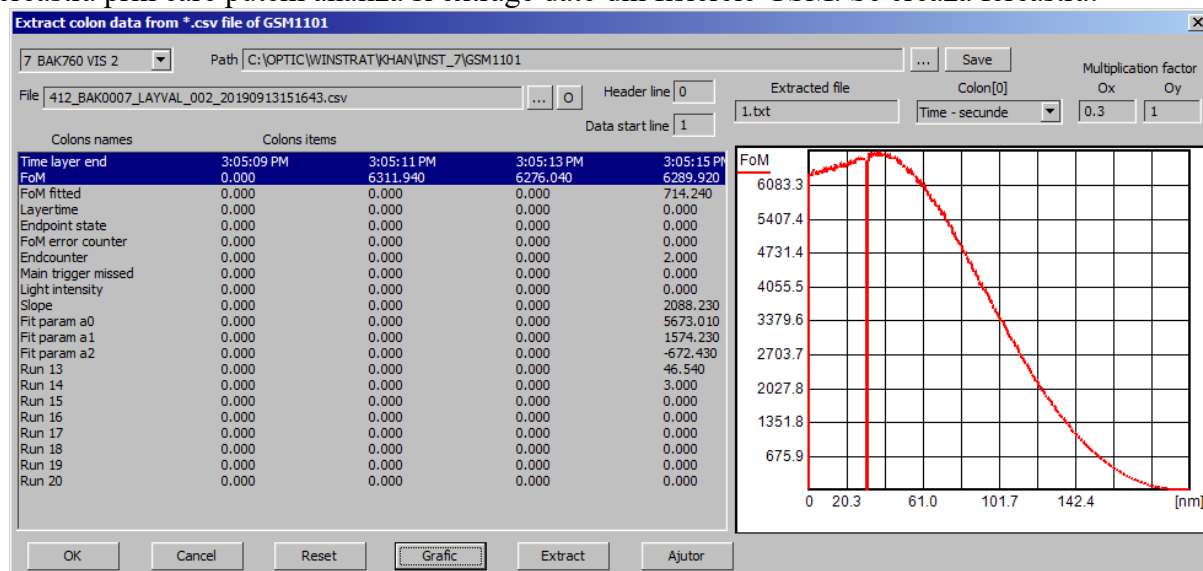 prin care putem analiza si extrage date din fisierele GSM. Se creaza fereastra:
Extract colon data from *.csv file of GSM1101
7 BAK760 VIS 2 Path C:\OPTIC\WINSTRAT\KHAN\INST_7\GSM1101 ... Save Multiplication factor
File 412_BAK0007_LAYVAL_002_20190913151643.csv ... O Header line 0 Extracted file Colon[0] Ox Oy
Data start line 1 1.txt Time - secunde 0.3 1
Colons names Colons items
Time layer end 3:05:09 PM 3:05:11 PM 3:05:13 PM 3:05:15 PM
FoM 0.000 6311.940 6276.040 6289.920
FoM fitted 0.000 0.000 0.000 714.240
Layertime 0.000 0.000 0.000 0.000
Endpoint state 0.000 0.000 0.000 0.000
FoM error counter 0.000 0.000 0.000 0.000
Endcounter 0.000 0.000 0.000 2.000
Main trigger missed 0.000 0.000 0.000 0.000
Light intensity 0.000 0.000 0.000 0.000
Slope 0.000 0.000 0.000 2088.230
Fit param a0 0.000 0.000 0.000 5673.010
Fit param a1 0.000 0.000 0.000 1574.230
Fit param a2 0.000 0.000 0.000 -672.430
Run 13 0.000 0.000 0.000 46.540
Run 14 0.000 0.000 0.000 3.000
Run 15 0.000 0.000 0.000 0.000
Run 16 0.000 0.000 0.000 0.000
Run 17 0.000 0.000 0.000 0.000
Run 18 0.000 0.000 0.000 0.000
Run 19 0.000 0.000 0.000 0.000
Run 20 0.000 0.000 0.000 0.000
FoM
6083.3
5407.4
4731.4
4055.5
3379.6
2703.7
2027.8
1351.8
675.9
0 20.3 61.0 101.7 142.4 [nm]
OK Cancel Reset Grafic Extract Ajutor